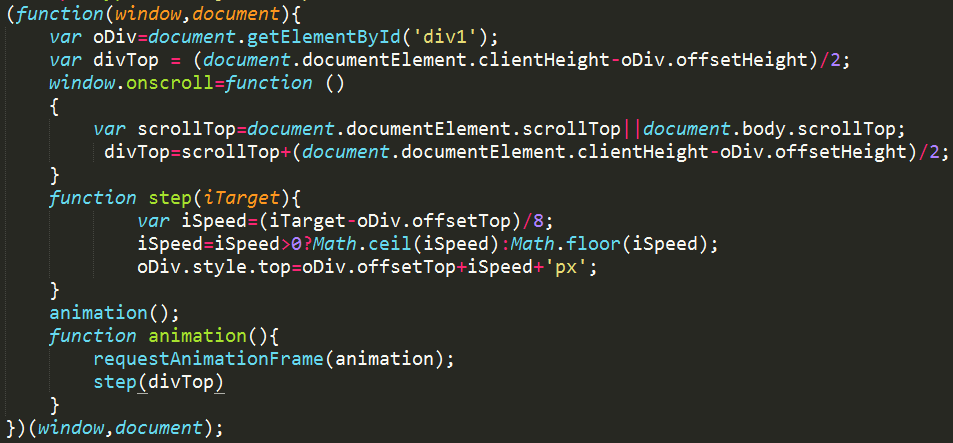 (function(window,document){
    var oDiv=document.getElementById('div1');
    var divTop = (document.documentElement.clientHeight-oDiv.offsetHeight)/2;
    window.onscroll=function ()
    {
        var scrollTop=document.documentElement.scrollTop||document.body.scrollTop;
         divTop=scrollTop+(document.documentElement.clientHeight-oDiv.offsetHeight)/2;
    }
    function step(iTarget){
            var iSpeed=(iTarget-oDiv.offsetTop)/8;
            iSpeed=iSpeed>0?Math.ceil(iSpeed):Math.floor(iSpeed);
            oDiv.style.top=oDiv.offsetTop+iSpeed+'px';
    }
    animation();
    function animation(){
        requestAnimationFrame(animation);
        step(divTop)
    }
})(window,document);